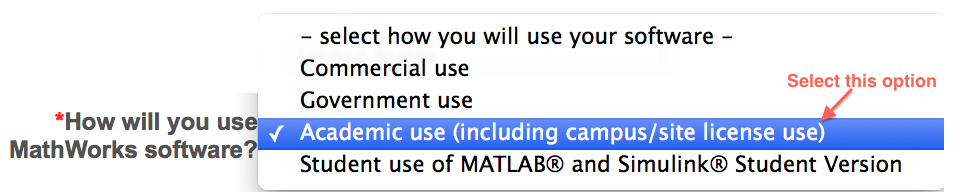 – select how you will use your software –
Commercial use
Select this option
Government use
*How will you use
MathWorks software?
✓ Academic use (including campus/site license use)
Student use of MATLAB® and Simulink® Student Version